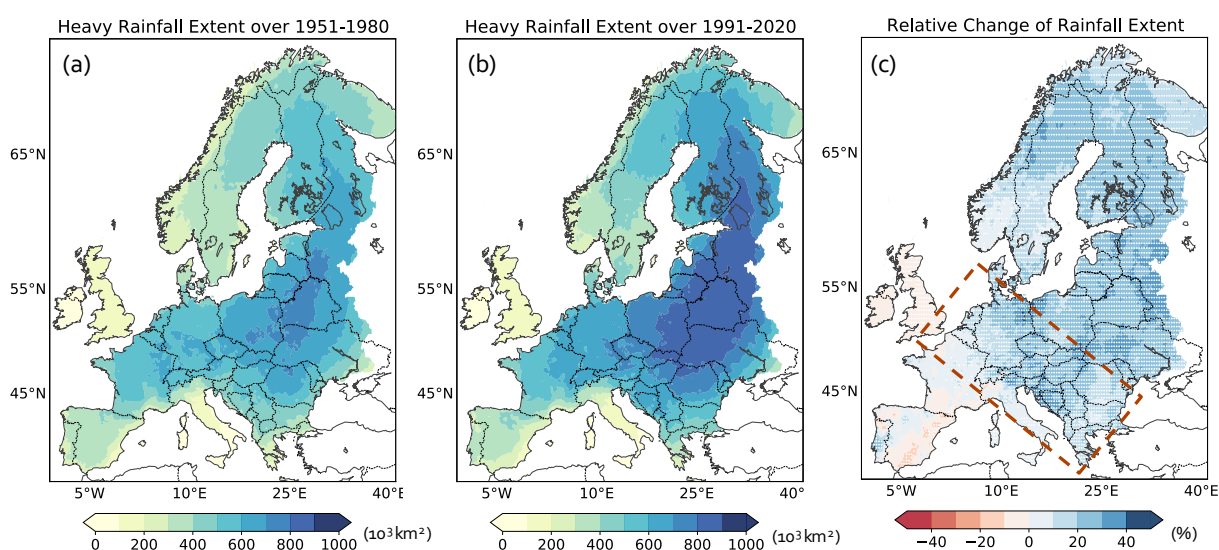 Heavy Rainfall Extent over 1951-1980
Heavy Rainfall Extent over 1991-2020
Relative Change of Rainfall Extent
(a)
(b)
(c)
65°N
55°N
45°N
65°N
55°N
45°N
65°N
55°N
45°N
5°W 10°E 25°E 40°E
5°W 10°E 25°E 40°E
5°W 10°E 25°E 40°E
0 200 400 600 800 1000 (10³km²)
0 200 400 600 800 1000 (10³km²)
−40 −20 0 20 40 (%)